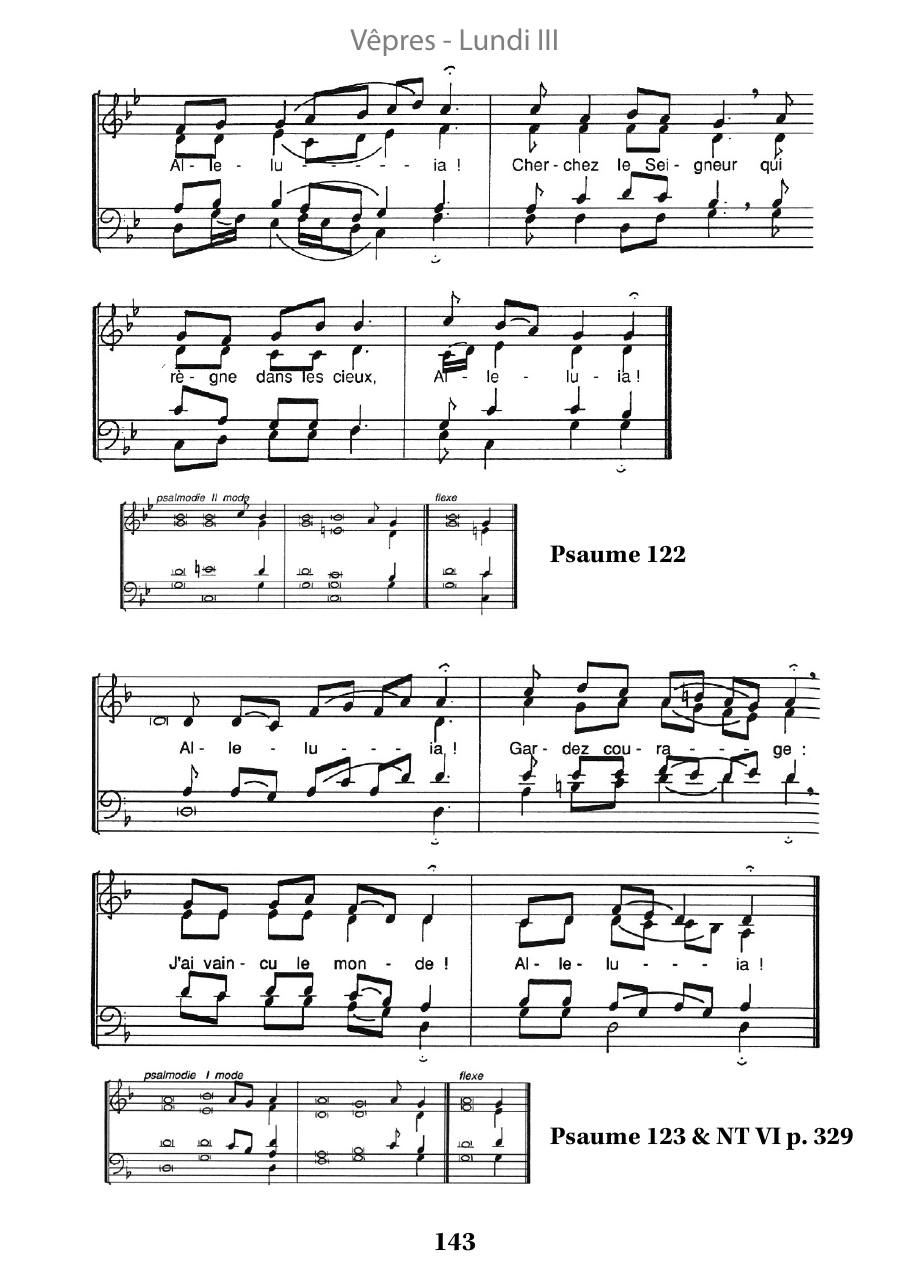 Vêpres - Lundi III
Al- le- lu- - - - - ia ! Cher-chez le Sei-gneur qui
rè-gne dans les cieux, Al- - le- - lu- - ia !
psalmodie II mode flexe
Psaume 122
Al- - le- - lu- - - - ia ! Gar-dez cou-ra- - - ge :
J'ai vain-cu le mon- - de ! Al- le- lu- - - - ia !
psalmodie I mode flexe
Psaume 123 & NT VI p. 329
143